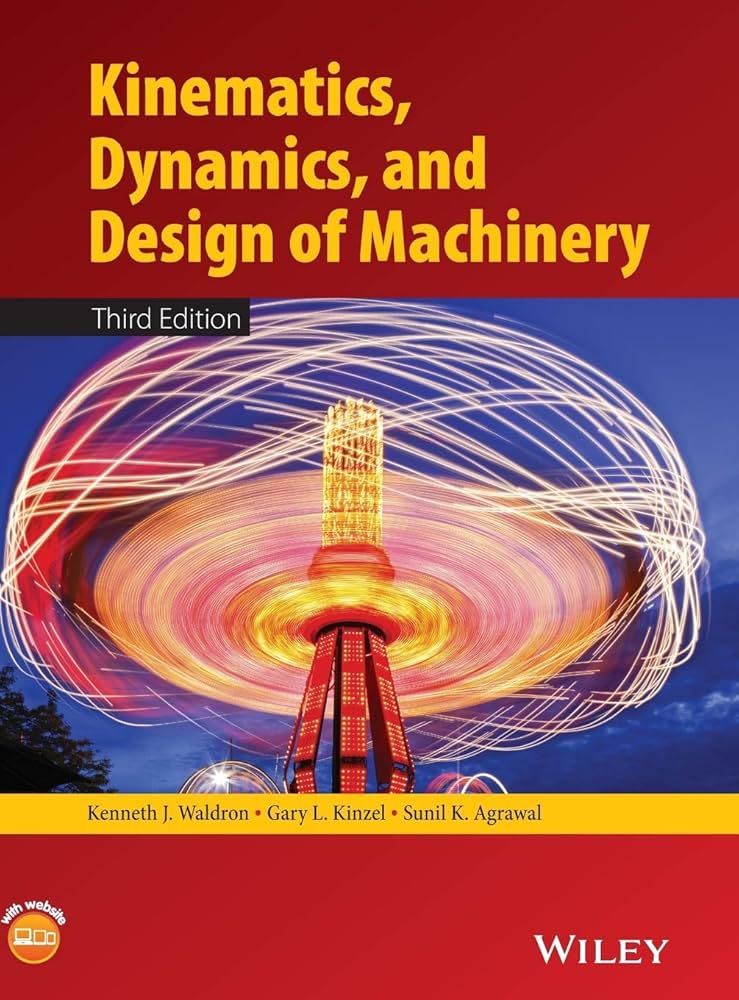 Kinematics,
Dynamics, and
Design of Machinery
Third Edition
Kenneth J. Waldron • Gary L. Kinzel • Sunil K. Agrawal
with website
WILEY